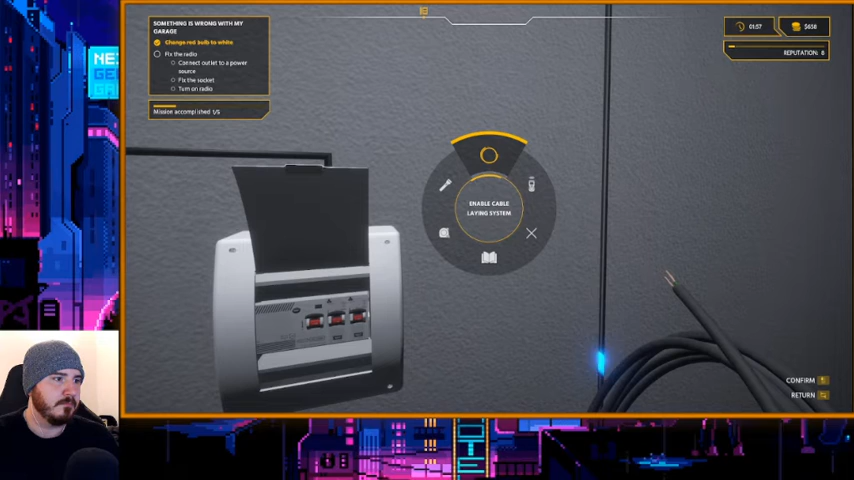 SOMETHING IS WRONG WITH MY
GARAGE
Change red bulb to white
Fix the radio
Connect outlet to a power
source
Fix the socket
Turn on radio
Mission accomplished 1/5
01:57
$658
REPUTATION: 8
ENABLE CABLE
LAYING SYSTEM
CONFIRM
RETURN